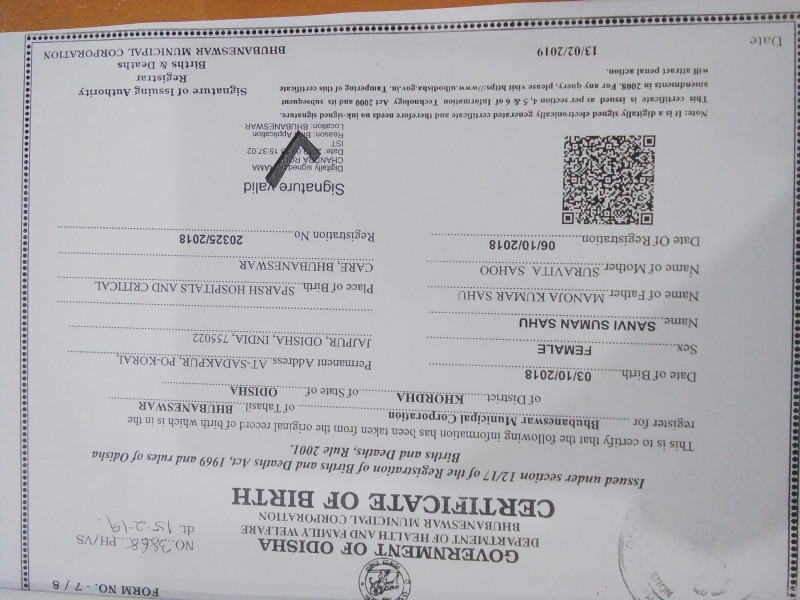 FORM NO. - 7 / 8
NO. 3868 PH/VS
dt. 15-2-19.
GOVERNMENT OF ODISHA
DEPARTMENT OF HEALTH AND FAMILY WELFARE
BHUBANESWAR MUNICIPAL CORPORATION
CERTIFICATE OF BIRTH
Issued under section 12/17 of the Registration of Births and Deaths, Act, 1969 and rules of Odisha
Births and Deaths, Rule, 2001.
This is to certify that the following information has been taken from the original record of birth which is in the
register for Bhubaneswar Municipal Corporation of Tahasil BHUBANESWAR
of District KHORDHA of State of ODISHA
Date of Birth 03/10/2018
Sex FEMALE
Name SANVI SUMAN SAHU
Name of Father MANOJA KUMAR SAHU
Name of Mother SURAVITA SAHOO
Date Of Registration 06/10/2018
Permanent Address AT-SADAKPUR, PO-KORAI,
JAJPUR, ODISHA, INDIA, 755022
Place of Birth SPARSH HOSPITALS AND CRITICAL
CARE, BHUBANESWAR
Registration No. 20325/2018
Signature valid
Digitally signed
CHANDRA
Date:
15:37:02
IST
Reason: Application
Location: BHUBANESWAR
Note: It is a digitally signed electronically generated certificate and therefore needs no ink-signed signature.
This certificate is issued as per section 4, 5 & 6 of Information Technology Act 2000 and its subsequent
amendments in 2008. For any query, please visit https://www.ulbodisha.gov.in. Tampering of this certificate
will attract penal action.
Signature of Issuing Authority
Registrar
Births & Deaths
BHUBANESWAR MUNICIPAL CORPORATION
Date
13/02/2019